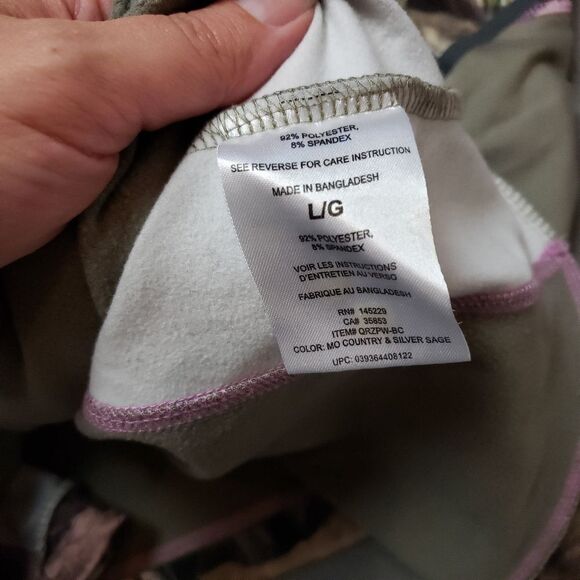 92% POLYESTER,
8% SPANDEX
SEE REVERSE FOR CARE INSTRUCTION
MADE IN BANGLADESH
L/G
92% POLYESTER,
8% SPANDEX
VOIR LES INSTRUCTIONS
D'ENTRETIEN AU VERSO
FABRIQUE AU BANGLADESH
RN# 145229
CA# 35653
ITEM# QRZPW-BC
COLOR: MO COUNTRY & SILVER SAGE
UPC: 039364408122